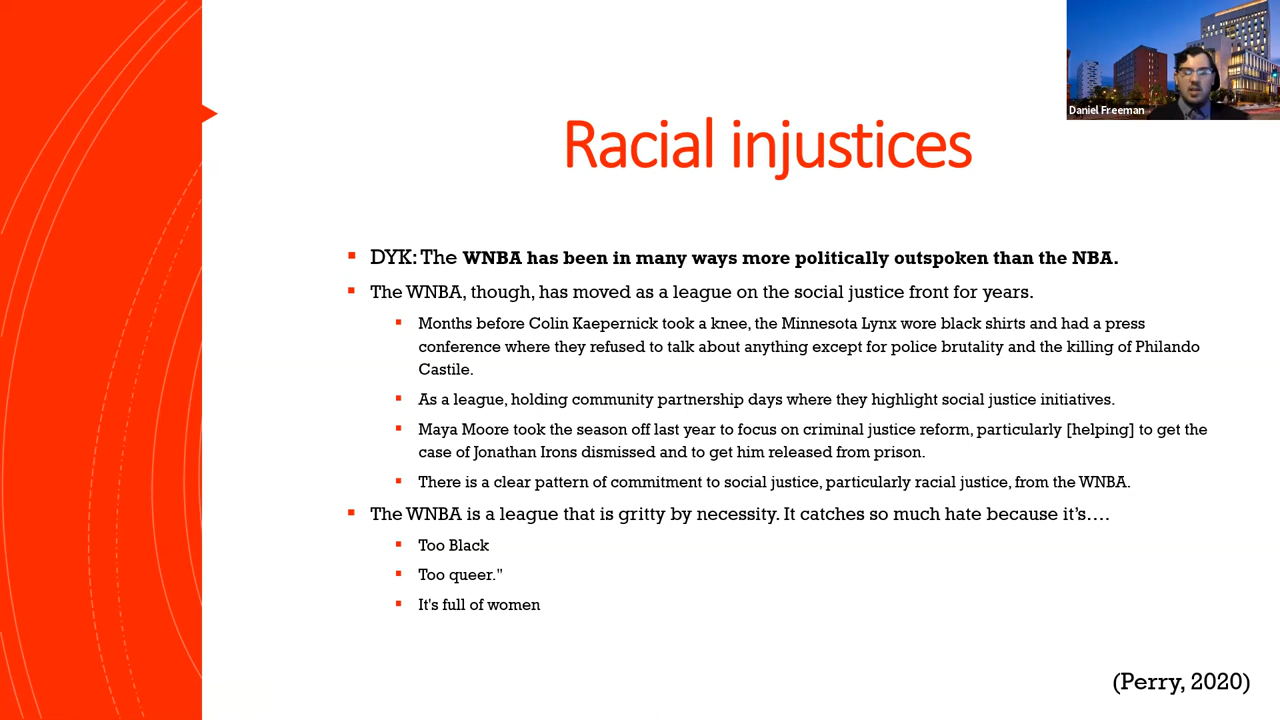 Daniel Freeman
Racial injustices
DYK: The WNBA has been in many ways more politically outspoken than the NBA.
The WNBA, though, has moved as a league on the social justice front for years.
Months before Colin Kaepernick took a knee, the Minnesota Lynx wore black shirts and had a press
conference where they refused to talk about anything except for police brutality and the killing of Philando
Castile.
As a league, holding community partnership days where they highlight social justice initiatives.
Maya Moore took the season off last year to focus on criminal justice reform, particularly [helping] to get the
case of Jonathan Irons dismissed and to get him released from prison.
There is a clear pattern of commitment to social justice, particularly racial justice, from the WNBA.
The WNBA is a league that is gritty by necessity. It catches so much hate because it's....
Too Black
Too queer."
It's full of women
(Perry, 2020)